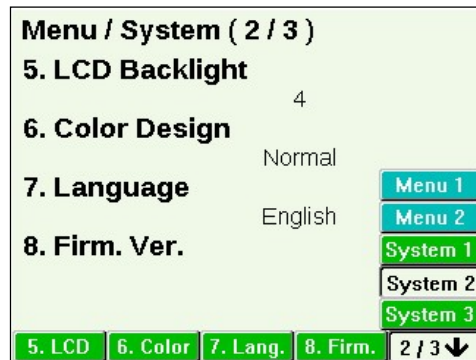 Menu / System ( 2 / 3 )
5. LCD Backlight
4
6. Color Design
Normal
7. Language
English
8. Firm. Ver.
Menu 1
Menu 2
System 1
System 2
System 3
5. LCD 6. Color 7. Lang. 8. Firm. 2 / 3 ↓